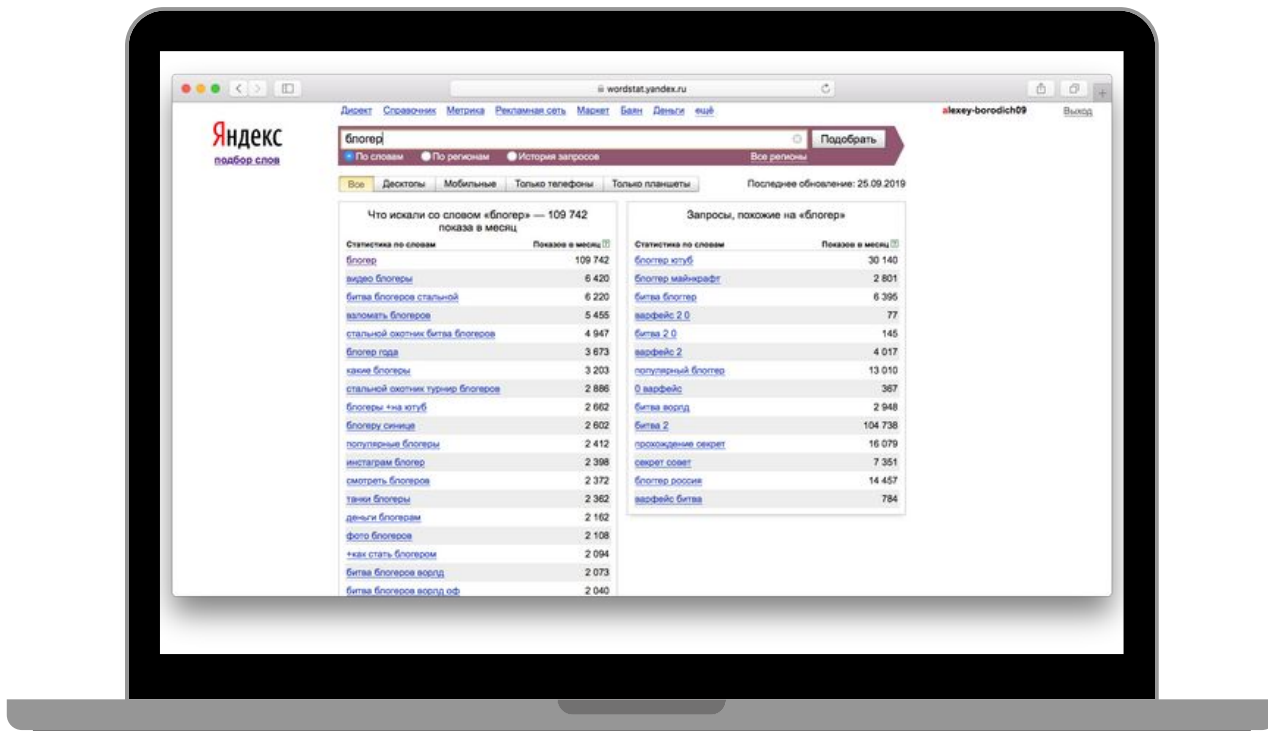 wordstat.yandex.ru
Директ Справочник Метрика Рекламная сеть Маркет Баян Деньги ещё
alexey-borodich09
Выход
Яндекс
подбор слов
блогер
Подобрать
По словам По регионам История запросов
Все регионы
Все Десктопы Мобильные Только телефоны Только планшеты
Последнее обновление: 25.09.2019
Что искали со словом «блогер» — 109 742
показа в месяц
Статистика по словам Показов в месяц ?
блогер 109 742
видео блогеры 6 420
битва блогеров стальной 6 220
взломать блогеров 5 455
стальной охотник битва блогеров 4 947
блогер года 3 673
какие блогеры 3 203
стальной охотник турнир блогеров 2 886
блогеры +на ютуб 2 662
блогеру синице 2 602
популярные блогеры 2 412
инстаграм блогер 2 398
смотреть блогеров 2 372
танки блогеры 2 362
деньги блогерам 2 162
фото блогеров 2 108
+как стать блогером 2 094
битва блогеров ворлд 2 073
битва блогеров ворлд оф 2 040
Запросы, похожие на «блогер»
Статистика по словам Показов в месяц ?
блоггер ютуб 30 140
блоггер майнкрафт 2 801
битва блоггер 6 395
варфейс 2 0 77
битва 2 0 145
варфейс 2 4 017
популярный блоггер 13 010
0 варфейс 367
битва ворлд 2 948
битва 2 104 738
прохождение секрет 16 079
секрет совет 7 351
блоггер россия 14 457
варфейс битва 784